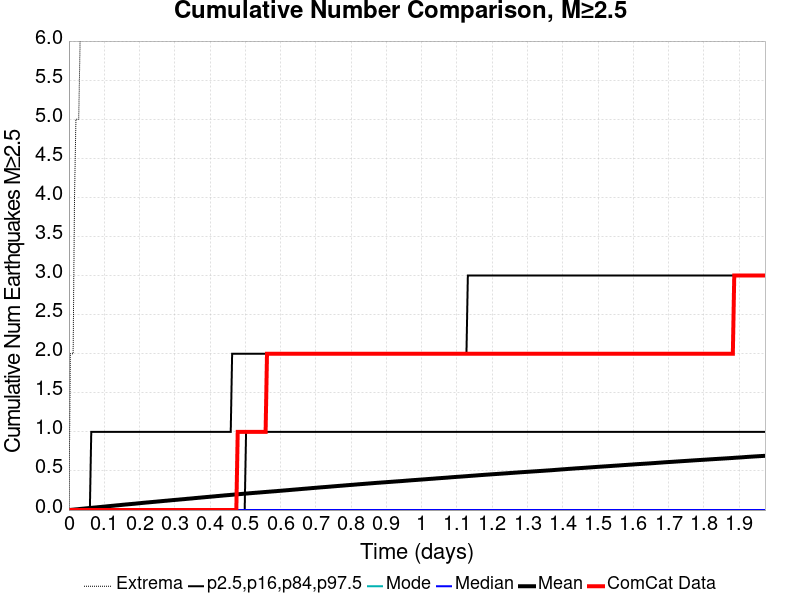 Cumulative Number Comparison, M≥2.5
Cumulative Num Earthquakes M≥2.5
6.0
5.5
5.0
4.5
4.0
3.5
3.0
2.5
2.0
1.5
1.0
0.5
0.0
0 0.1 0.2 0.3 0.4 0.5 0.6 0.7 0.8 0.9 1 1.1 1.2 1.3 1.4 1.5 1.6 1.7 1.8 1.9
Time (days)
Extrema p2.5,p16,p84,p97.5 Mode Median Mean ComCat Data